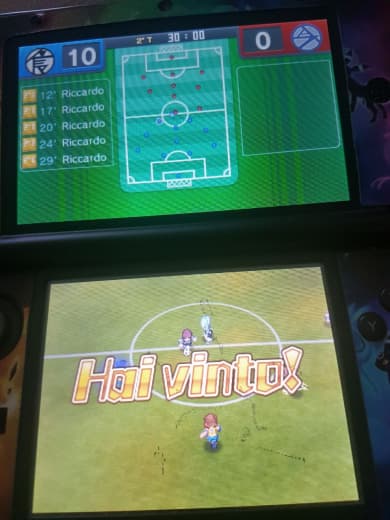 10
2° T 30 : 00
0
12' Riccardo
17' Riccardo
20' Riccardo
24' Riccardo
29' Riccardo
Hai vinto!
Y